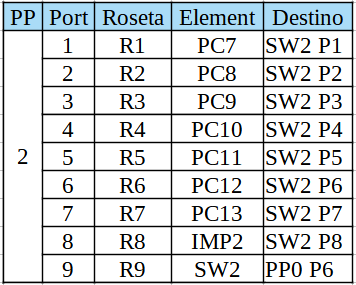 PP Port Roseta Element Destino
1 R1 PC7 SW2 P1
2 R2 PC8 SW2 P2
3 R3 PC9 SW2 P3
4 R4 PC10 SW2 P4
2 5 R5 PC11 SW2 P5
6 R6 PC12 SW2 P6
7 R7 PC13 SW2 P7
8 R8 IMP2 SW2 P8
9 R9 SW2 PP0 P6